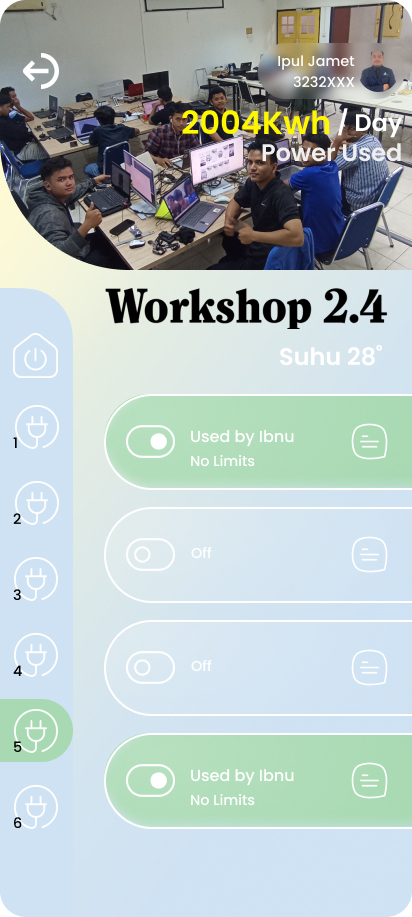 Ipul Jamet
3232XXX
2004Kwh / Day
Power Used
Workshop 2.4
Suhu 28°
1
Used by Ibnu
No Limits
2
Off
3
4
Off
5
Used by Ibnu
No Limits
6